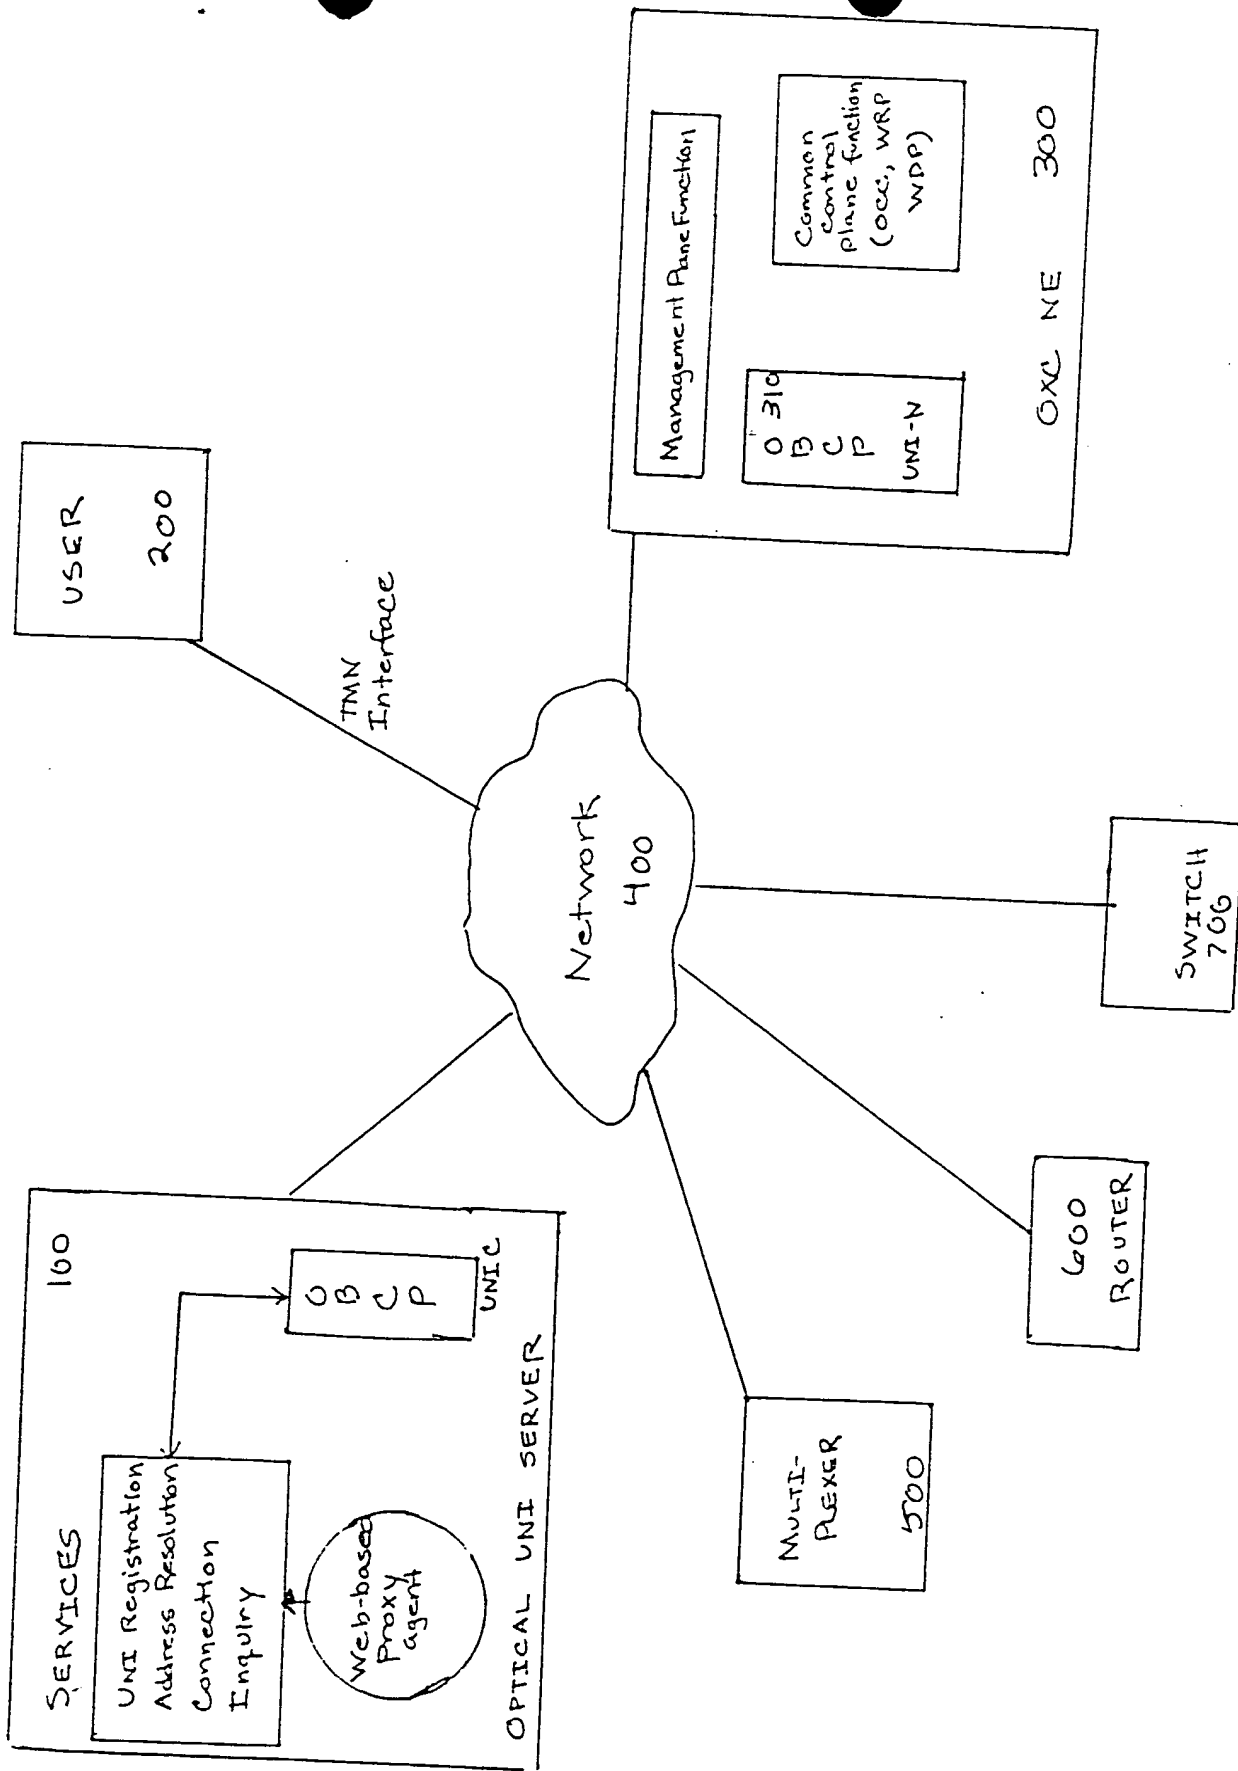 SERVICES
100
UNI Registration
Address Resolution
Connection
Inquiry
Web-based
Proxy
agent
O
B
C
P
UNI C
OPTICAL UNI SERVER
USER
200
TMN
Interface
Network
400
Management Plane Function
O 310
B
C
P
UNI-N
Common
control
plane function
(OCC, WRP
WDP)
OXC NE 300
MULTI-
PLEXER
500
600
ROUTER
SWITCH
700